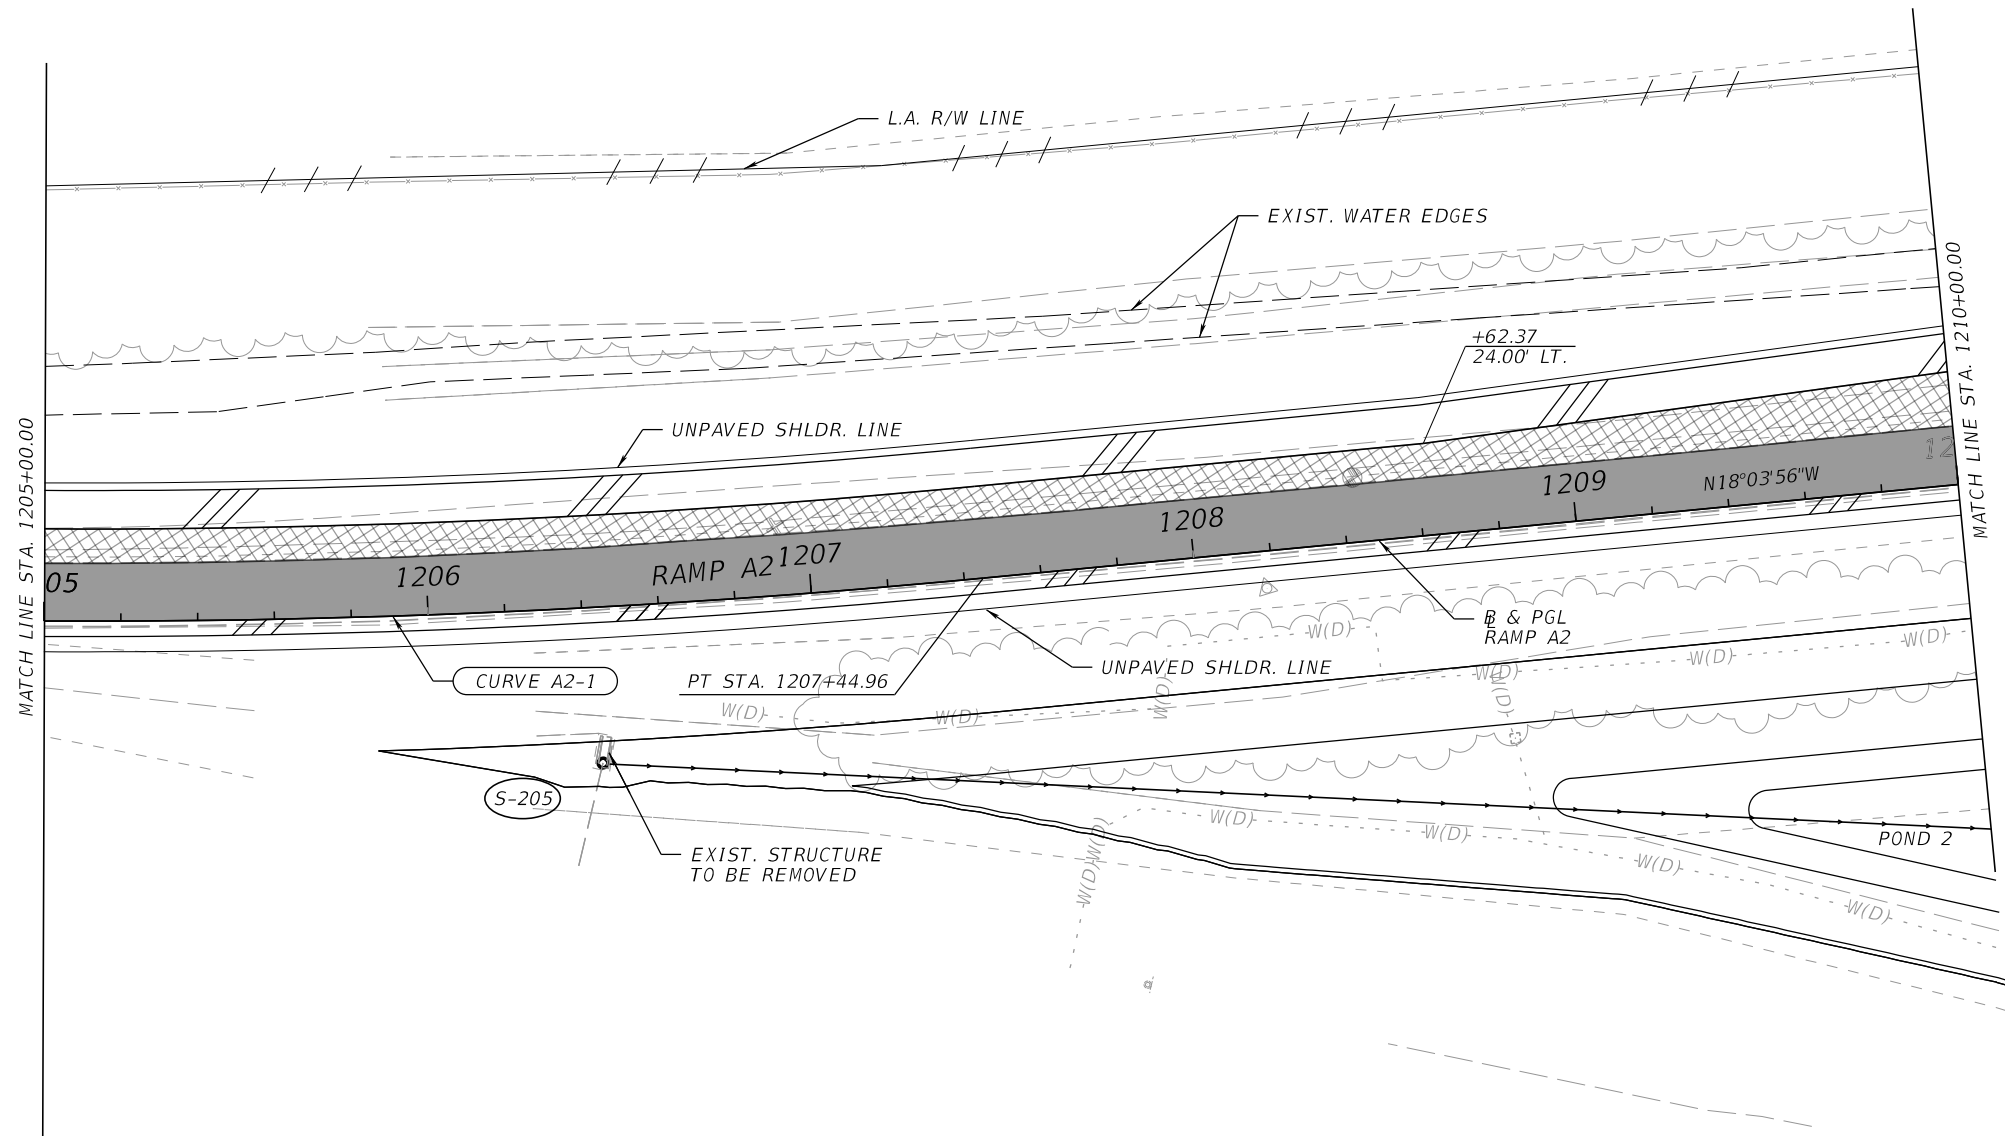 L.A. R/W LINE
EXIST. WATER EDGES
+62.37
24.00' LT.
UNPAVED SHLDR. LINE
MATCH LINE STA. 1205+00.00
MATCH LINE STA. 1210+00.00
05
1206
RAMP A2
1207
1208
1209
N18°03'56"W
12
CURVE A2-1
PT STA. 1207+44.96
UNPAVED SHLDR. LINE
B & PGL
RAMP A2
W(D)
W(D)
W(D)
W(D)
W(D)
W(D)
W(D)
W(D)
S-205
EXIST. STRUCTURE
TO BE REMOVED
W(D)
W(D)
W(D)
W(D)
W(D)
W(D)
POND 2